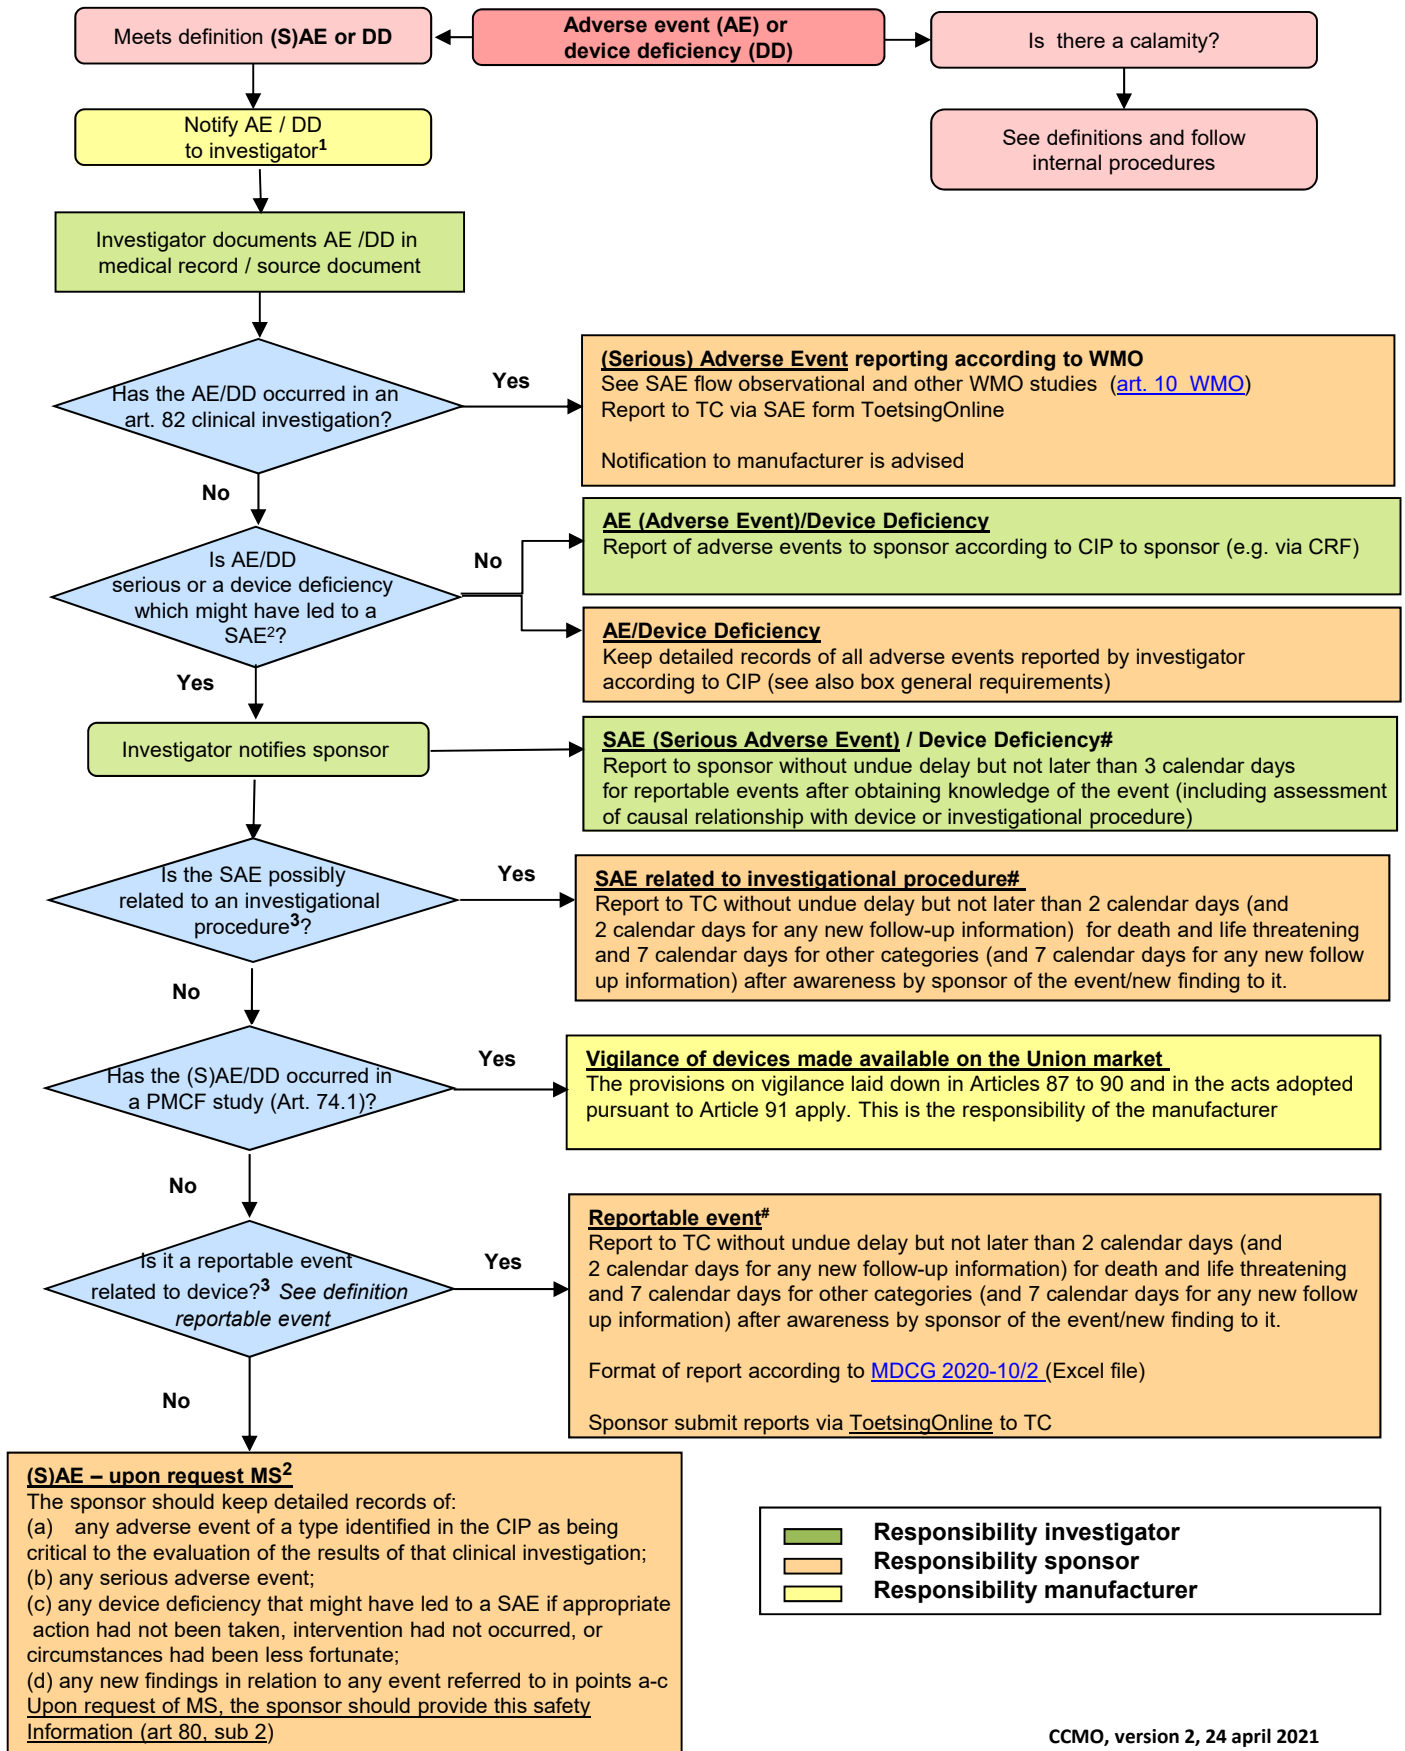 Adverse event (AE) or
device deficiency (DD)
Meets definition (S)AE or DD
Is there a calamity?
Notify AE / DD
to investigator1
See definitions and follow
internal procedures
Investigator documents AE /DD in
medical record / source document
Has the AE/DD occurred in an
art. 82 clinical investigation?
Yes
(Serious) Adverse Event reporting according to WMO
See SAE flow observational and other WMO studies (art. 10 WMO)
Report to TC via SAE form ToetsingOnline
Notification to manufacturer is advised
No
Is AE/DD
serious or a device deficiency
which might have led to a
SAE2?
No
AE (Adverse Event)/Device Deficiency
Report of adverse events to sponsor according to CIP to sponsor (e.g. via CRF)
AE/Device Deficiency
Keep detailed records of all adverse events reported by investigator
according to CIP (see also box general requirements)
Yes
Investigator notifies sponsor
SAE (Serious Adverse Event) / Device Deficiency#
Report to sponsor without undue delay but not later than 3 calendar days
for reportable events after obtaining knowledge of the event (including assessment
of causal relationship with device or investigational procedure)
Is the SAE possibly
related to an investigational
procedure3?
Yes
SAE related to investigational procedure#
Report to TC without undue delay but not later than 2 calendar days (and
2 calendar days for any new follow-up information) for death and life threatening
and 7 calendar days for other categories (and 7 calendar days for any new follow
up information) after awareness by sponsor of the event/new finding to it.
No
Has the (S)AE/DD occurred in
a PMCF study (Art. 74.1)?
Yes
Vigilance of devices made available on the Union market
The provisions on vigilance laid down in Articles 87 to 90 and in the acts adopted
pursuant to Article 91 apply. This is the responsibility of the manufacturer
No
Is it a reportable event
related to device?3 See definition
reportable event
Yes
Reportable event#
Report to TC without undue delay but not later than 2 calendar days (and
2 calendar days for any new follow-up information) for death and life threatening
and 7 calendar days for other categories (and 7 calendar days for any new follow
up information) after awareness by sponsor of the event/new finding to it.
Format of report according to MDCG 2020-10/2 (Excel file)
Sponsor submit reports via ToetsingOnline to TC
No
(S)AE – upon request MS2
The sponsor should keep detailed records of:
(a) any adverse event of a type identified in the CIP as being
critical to the evaluation of the results of that clinical investigation;
(b) any serious adverse event;
(c) any device deficiency that might have led to a SAE if appropriate
action had not been taken, intervention had not occurred, or
circumstances had been less fortunate;
(d) any new findings in relation to any event referred to in points a-c
Upon request of MS, the sponsor should provide this safety
Information (art 80, sub 2)
Responsibility investigator
Responsibility sponsor
Responsibility manufacturer
CCMO, version 2, 24 april 2021